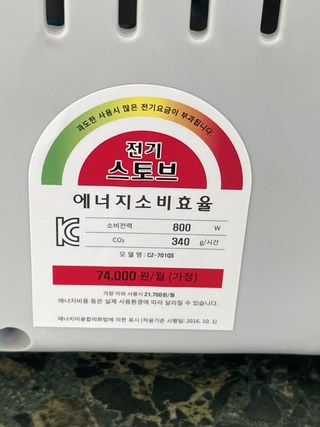 과도한 사용시 많은 전기요금이 부과됩니다.
전기
스토브
에너지소비효율
소비전력 800 W
CO₂ 340 g/시간
모델명 : CZ-701QS
74,000 원/월 (가정)
가정 이외 사용시 21,700원/월
에너지비용 등은 실제 사용환경에 따라 달라질 수 있습니다.
에너지이용합리화법에 의한 표시 (적용기준 시행일: 2016. 10. 1)